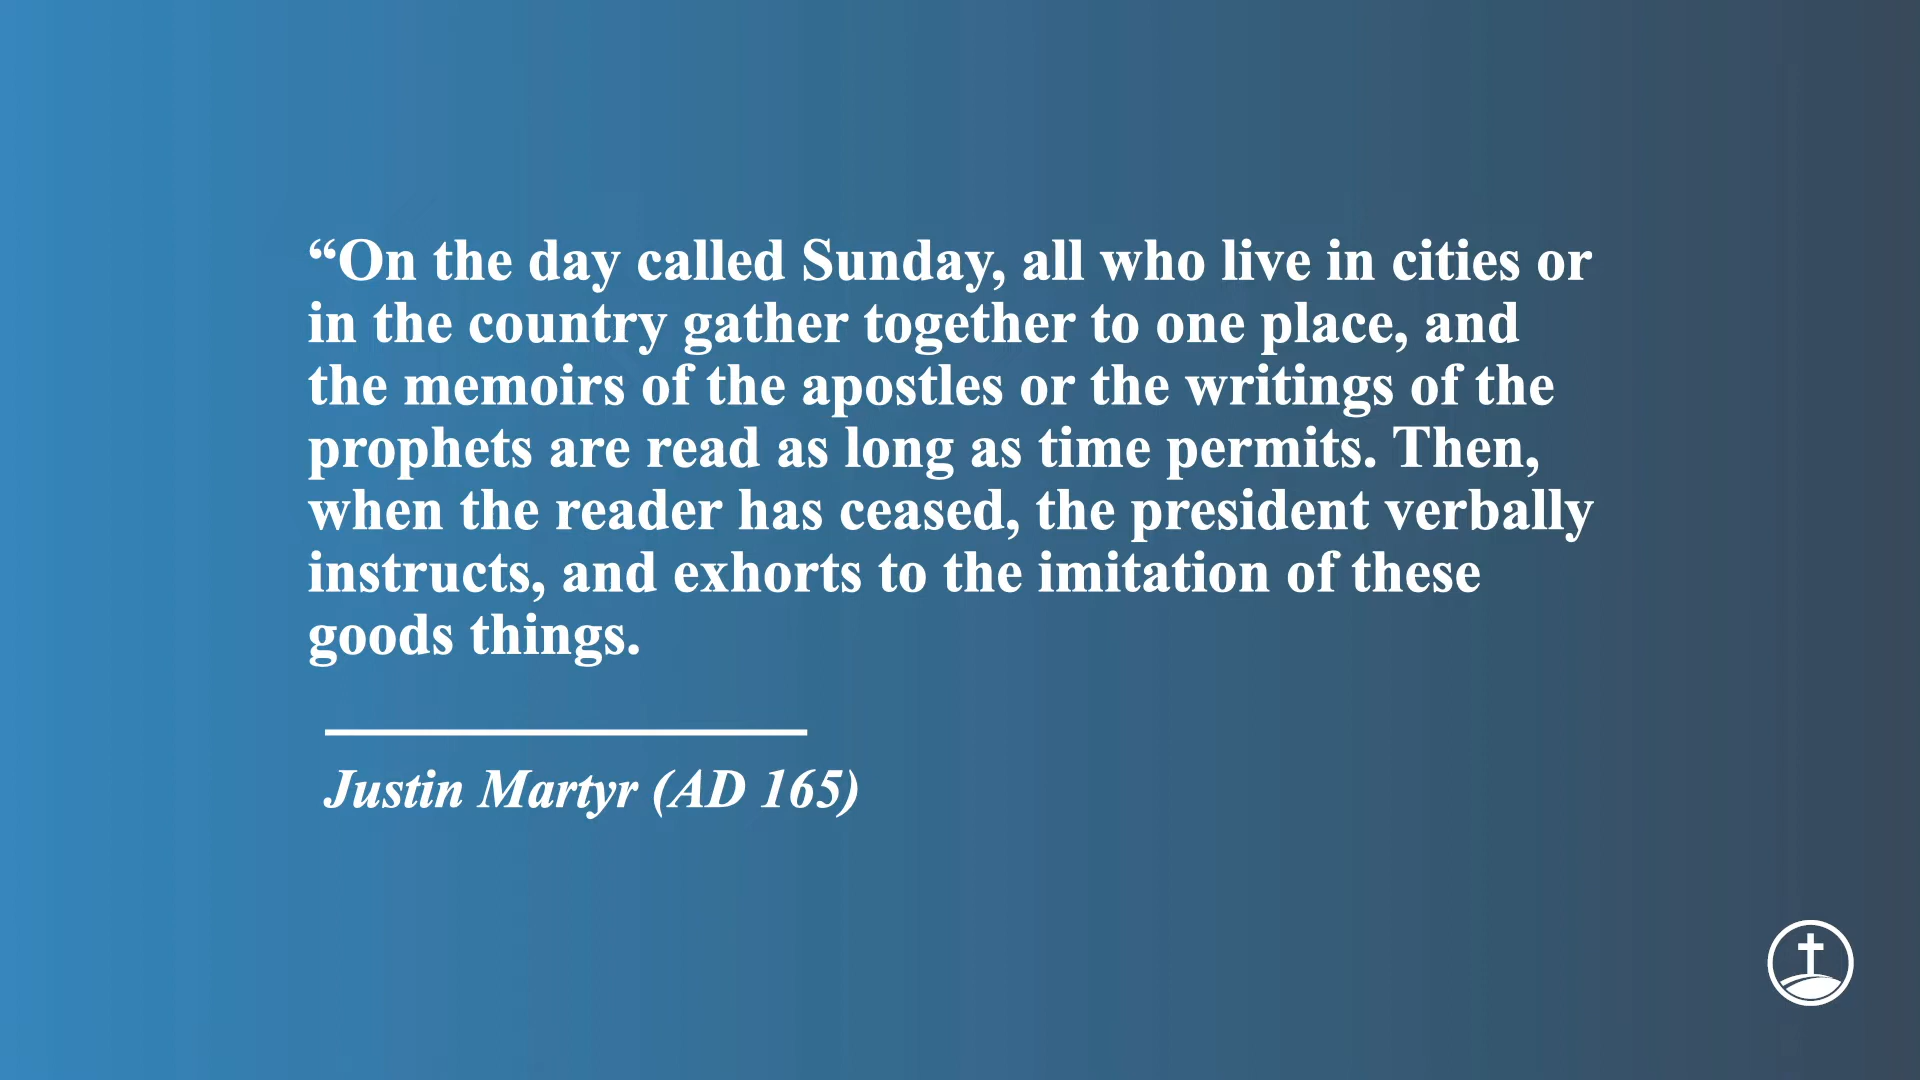 “On the day called Sunday, all who live in cities or
in the country gather together to one place, and
the memoirs of the apostles or the writings of the
prophets are read as long as time permits. Then,
when the reader has ceased, the president verbally
instructs, and exhorts to the imitation of these
goods things.
Justin Martyr (AD 165)